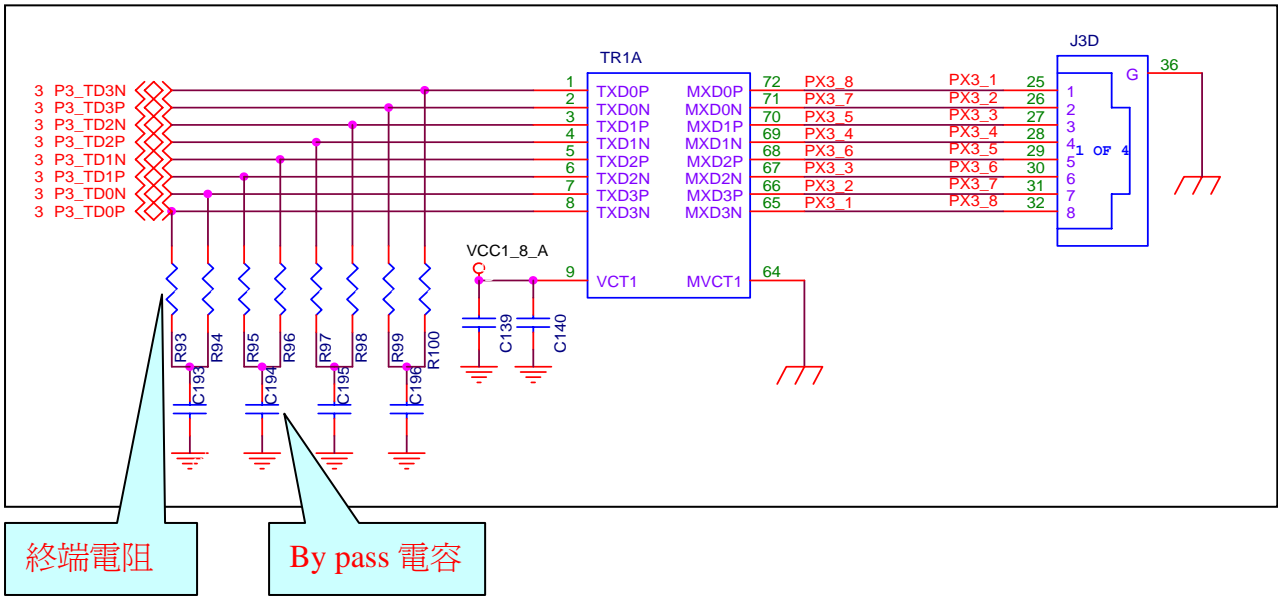 TR1A
J3D
3 P3_TD3N 1 TXD0P MXD0P 72 PX3_8 PX3_1 25 1 G 36
3 P3_TD3P 2 TXD0N MXD0N 71 PX3_7 PX3_2 26 2
3 P3_TD2N 3 TXD1P MXD1P 70 PX3_5 PX3_3 27 3
3 P3_TD2P 4 TXD1N MXD1N 69 PX3_4 PX3_4 28 4
3 P3_TD1N 5 TXD2P MXD2P 68 PX3_6 PX3_5 29 5
1 OF 4
3 P3_TD1P 6 TXD2N MXD2N 67 PX3_3 PX3_6 30 6
3 P3_TD0N 7 TXD3P MXD3P 66 PX3_2 PX3_7 31 7
3 P3_TD0P 8 TXD3N MXD3N 65 PX3_1 PX3_8 32 8
VCC1_8_A
9 VCT1 MVCT1 64
R93 R94 R95 R96 R97 R98 R99 R100 C139 C140
C193 C194 C195 C196
終端電阻
By pass 電容